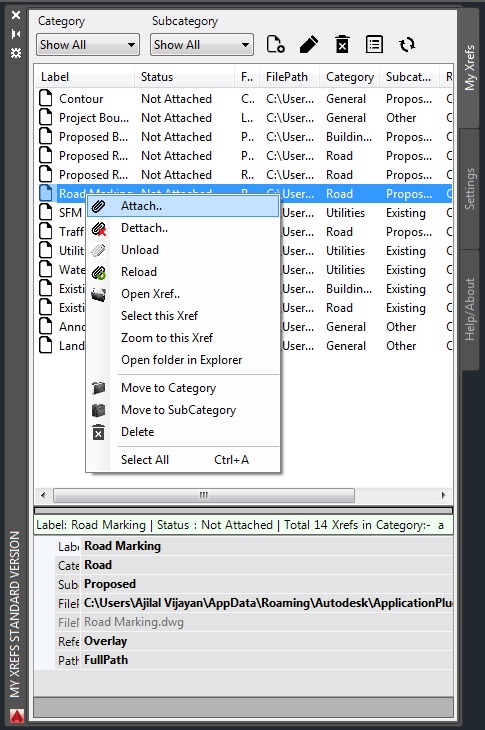 Category Subcategory
Show All Show All
Label Status F.. FilePath Category Subcat...
Contour Not Attached C.. C:\User... General Propos...
Project Bou... Not Attached L... C:\User... General Other
Proposed B... Not Attached P... C:\User... Buildin... Propos...
Proposed R... Not Attached P... C:\User... Road Propos...
Proposed R... Not Attached P... C:\User... Road Propos...
Road Marking Not Attached R... C:\User... Road Propos...
SFM User... Utilities Existing
Traff User... Road Propos...
Utilit User... Utilities Existing
Wate User... Utilities Existing
Existi User... Buildin... Existing
Existi User... Road Existing
Anno User... General Other
Land User... General Other
Attach..
Dettach..
Unload
Reload
Open Xref..
Select this Xref
Zoom to this Xref
Open folder in Explorer
Move to Category
Move to SubCategory
Delete
Select All Ctrl+A
Label: Road Marking | Status : Not Attached | Total 14 Xrefs in Category:- a
Labe Road Marking
Cate Road
Sub Proposed
FileP C:\Users\Ajilal Vijayan\AppData\Roaming\Autodesk\ApplicationPlu
FileN Road Marking.dwg
Refe Overlay
Path FullPath
My Xrefs
Settings
Help/About
MY XREFS STANDARD VERSION